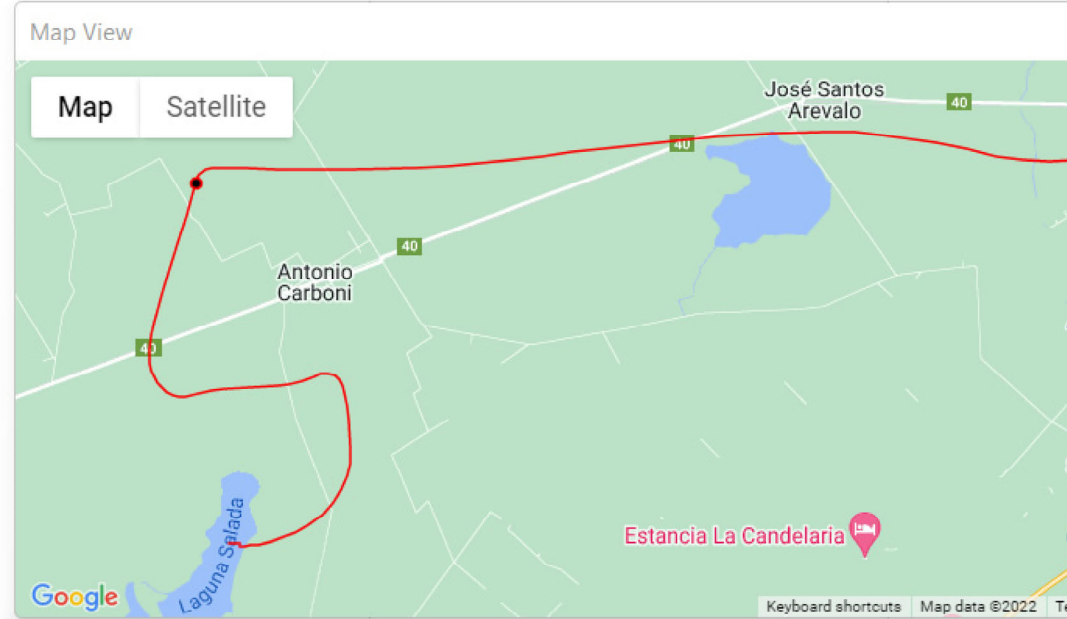 Map View
Map
Satellite
José Santos
Arevalo
40
40
40
Antonio
Carboni
40
Laguna Salada
Estancia La Candelaria
Google
Keyboard shortcuts
Map data ©2022